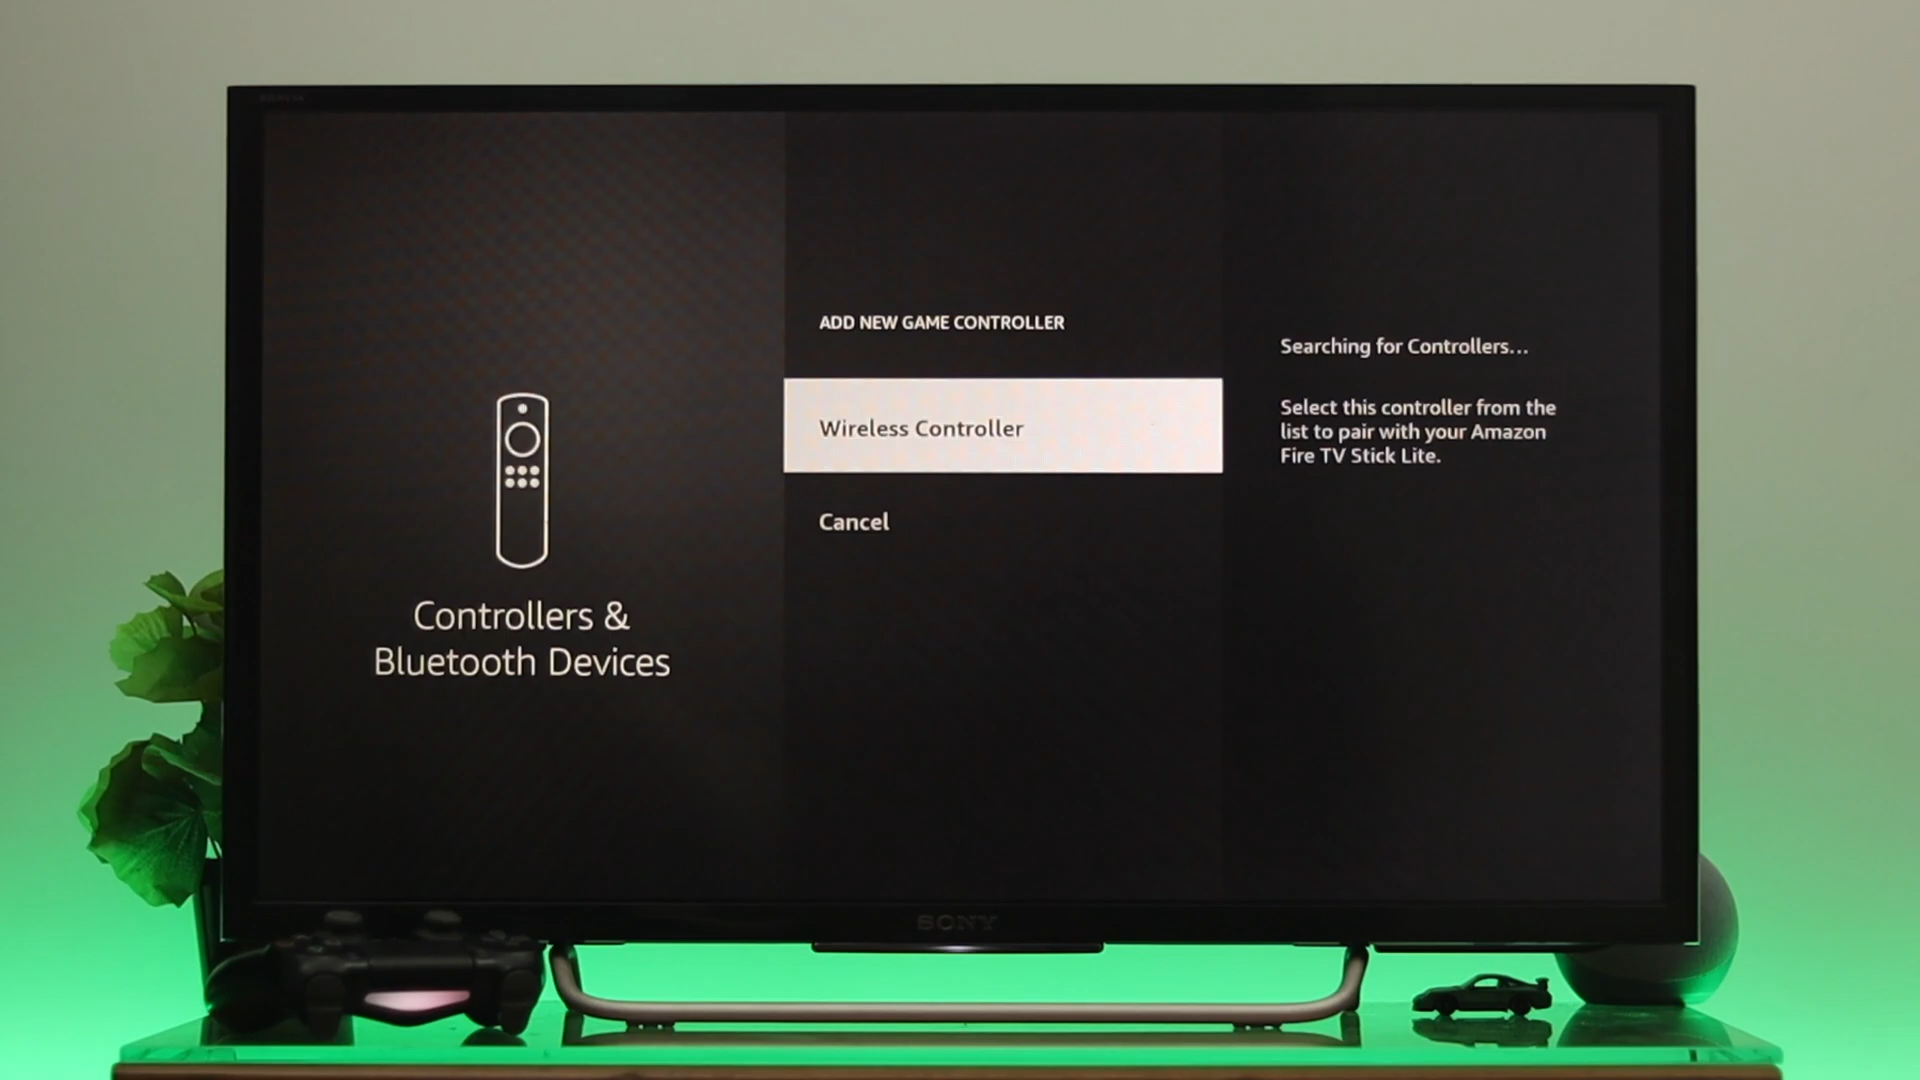 ADD NEW GAME CONTROLLER
Wireless Controller
Cancel
Searching for Controllers...
Select this controller from the
list to pair with your Amazon
Fire TV Stick Lite.
Controllers &
Bluetooth Devices
SONY